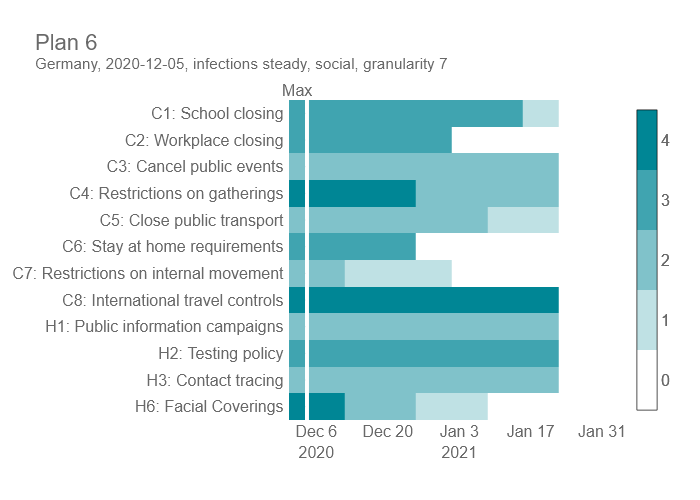 Plan 6
Germany, 2020-12-05, infections steady, social, granularity 7
Max
C1: School closing
C2: Workplace closing
C3: Cancel public events
C4: Restrictions on gatherings
C5: Close public transport
C6: Stay at home requirements
C7: Restrictions on internal movement
C8: International travel controls
H1: Public information campaigns
H2: Testing policy
H3: Contact tracing
H6: Facial Coverings
Dec 6 Dec 20 Jan 3 Jan 17 Jan 31
2020 2021
4
3
2
1
0